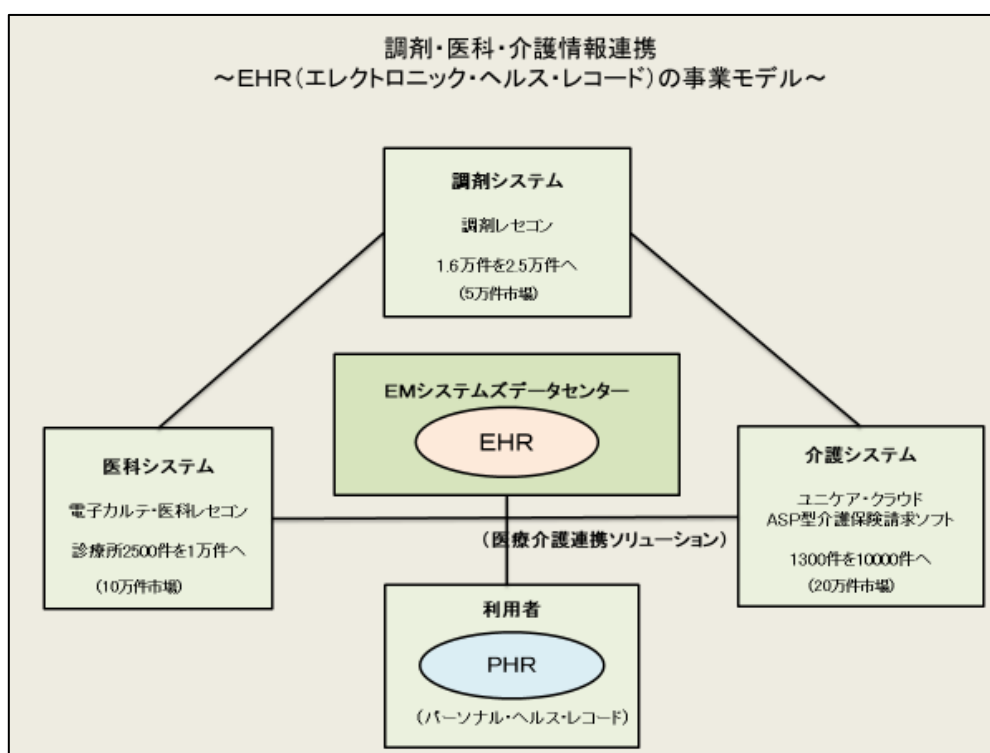 調剤・医科・介護情報連携
～EHR(エレクトロニック・ヘルス・レコード)の事業モデル～
調剤システム
調剤レセコン
1.6万件を2.5万件へ
(5万件市場)
EMシステムズデータセンター
EHR
医科システム
電子カルテ・医科レセコン
診療所2500件を1万件へ
(10万件市場)
介護システム
ユニケア・クラウド
ASP型介護保険請求ソフト
1300件を10000件へ
(20万件市場)
(医療介護連携ソリューション)
利用者
PHR
(パーソナル・ヘルス・レコード)